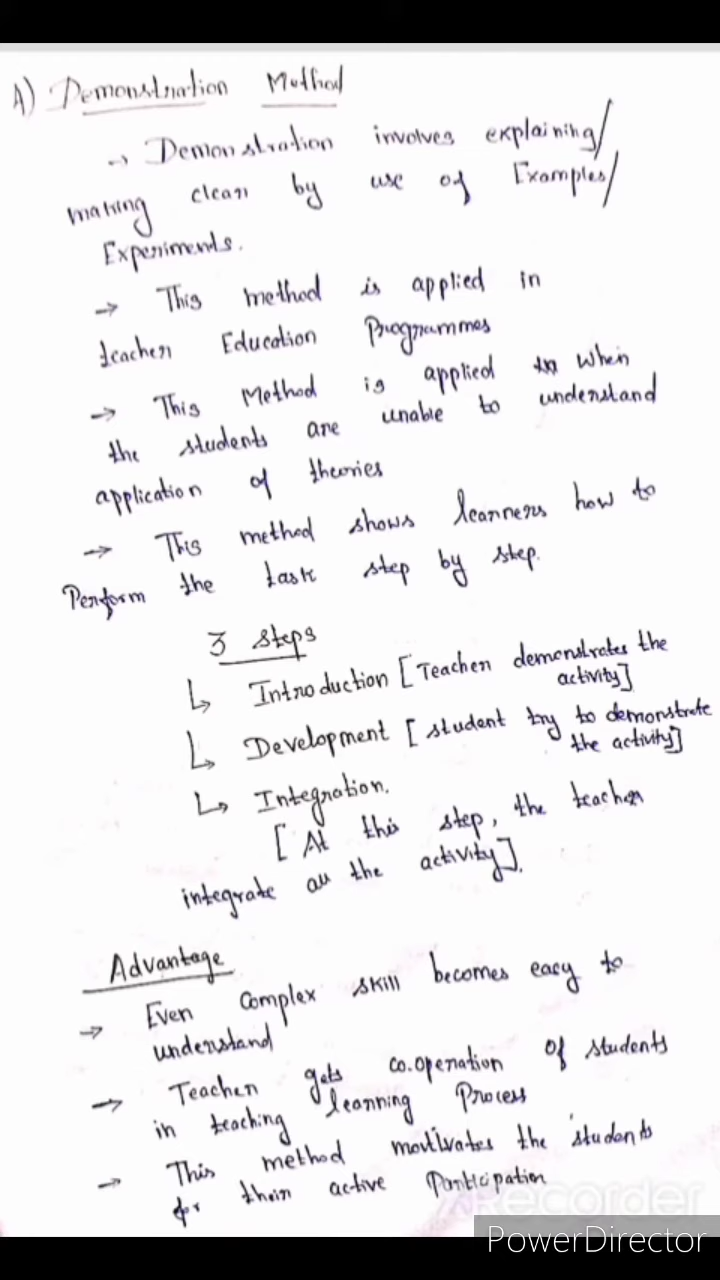 A) Demonstration Method
→ Demonstration involves explaining/
making clear by use of Examples/
Experiments.
→ This method is applied in
teacher Education Programmes
→ This Method is applied when
the students are unable to understand
application of theories
→ This method shows learners how to
Perform the task step by step.
3 steps
↳ Introduction [Teacher demonstrates the
activity]
↳ Development [student try to demonstrate
the activity]
↳ Integration.
[At this step, the teacher
integrate all the activity].
Advantage
→ Even complex skill becomes eacy to
understand
→ Teacher gets co.operation of students
in teaching learning Process
→ This method motivates the students
for their active Participation
Recorder
PowerDirector